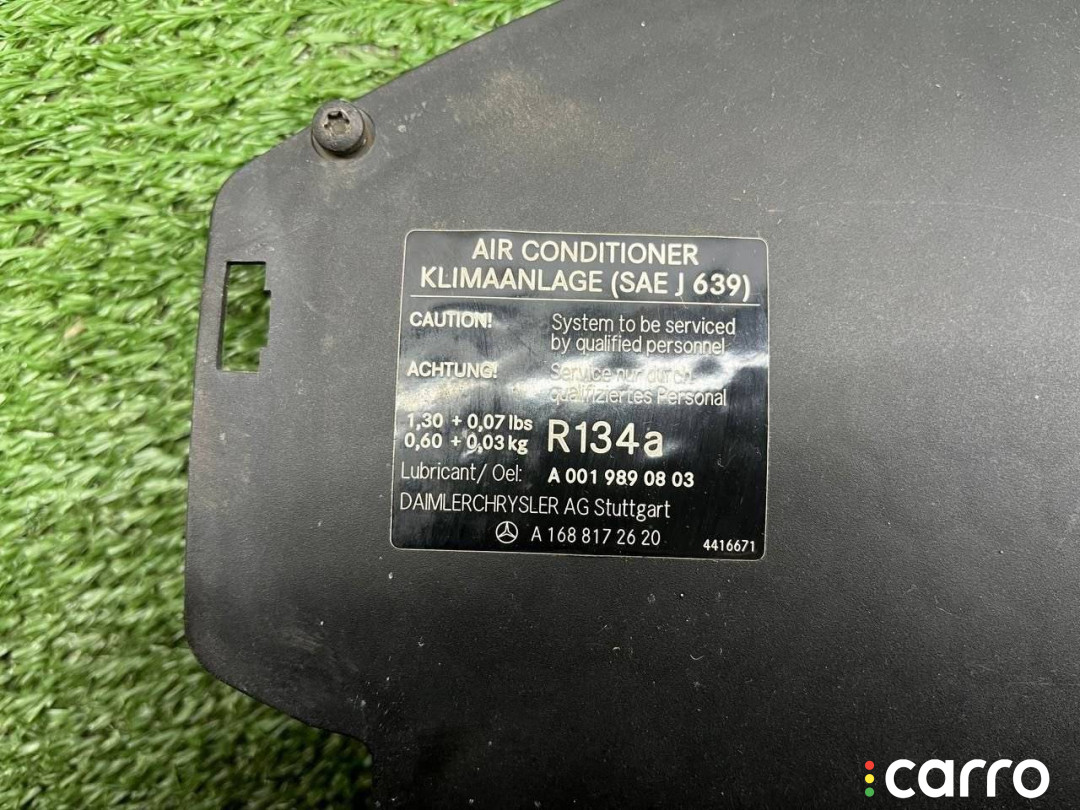 AIR CONDITIONER
KLIMAANLAGE (SAE J 639)
CAUTION! System to be serviced
by qualified personnel
ACHTUNG! Service nur durch
qualifiziertes Personal
1,30 + 0,07 lbs
0,60 + 0,03 kg R134a
Lubricant/ Oel: A 001 989 08 03
DAIMLERCHRYSLER AG Stuttgart
A 168 817 26 20 4416671
carro